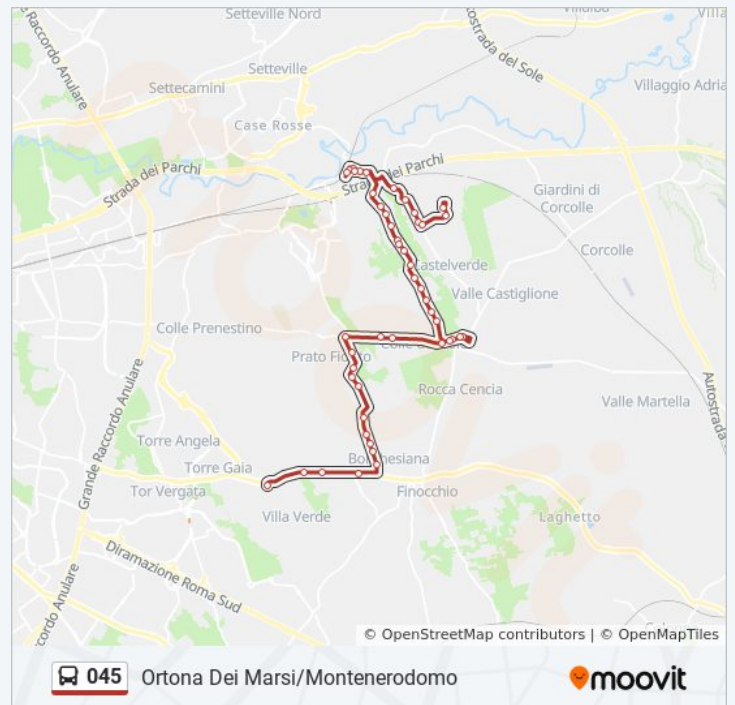 Setteville Nord
Autostrada del Sole
Villaggio Adria
Setteville
Settecamini
Case Rosse
Grande Raccordo Anulare
Strada dei Parchi
Strada dei Parchi
Giardini di
Corcolle
Corcolle
Castelverde
Valle Castiglione
Colle Prenestino
Prato Fiorito
Rocca Cencia
Valle Martella
Autostrada
Grande Raccordo Anulare
Torre Angela
Torre Gaia
Borghesiana
Tor Vergata
Finocchio
Villa Verde
Laghetto
Diramazione Roma Sud
© OpenStreetMap contributors | © OpenMapTiles
045 Ortona Dei Marsi/Montenerodomo
moovit